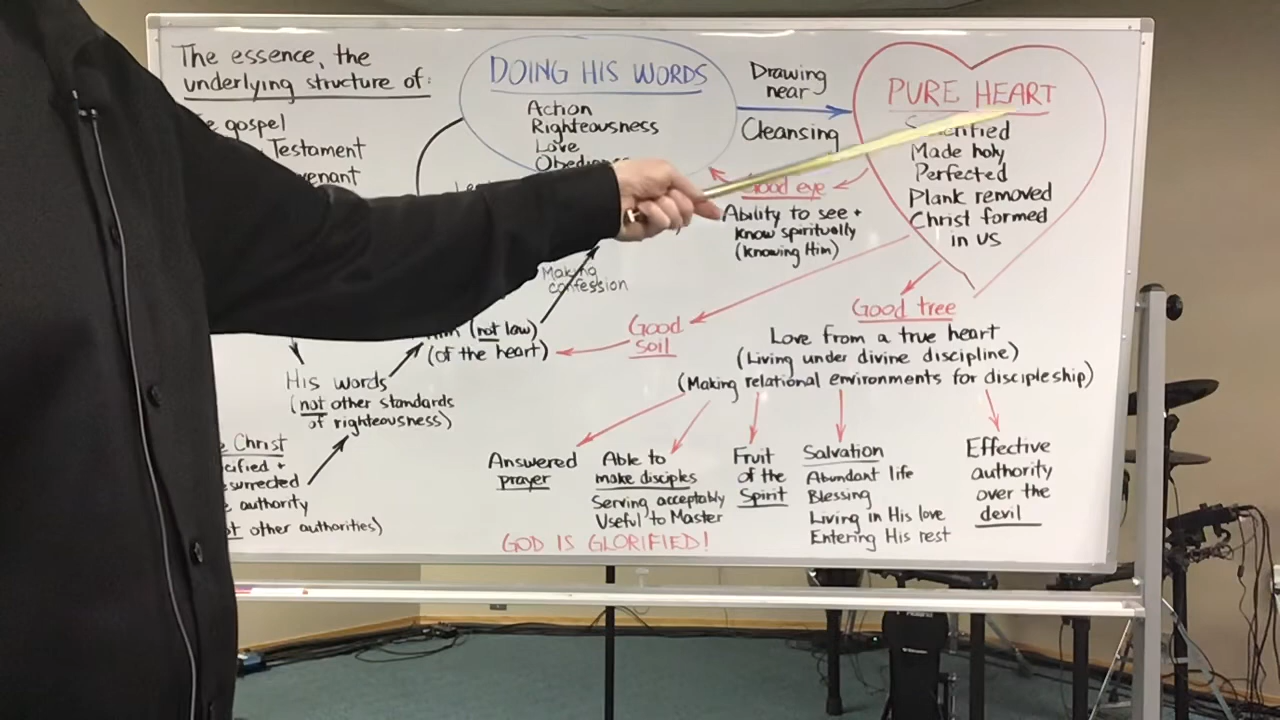 The essence, the
underlying structure of:
gospel
Testament
DOING HIS WORDS
Action
Righteousness
Love
Drawing
near
Cleansing
PURE HEART
Made holy
Perfected
Plank removed
Christ formed
in us
Good eye
Ability to see +
know spiritually
(knowing Him)
Making
confession
(not low)
(of the heart)
Good
soil
Good tree
Love from a true heart
(Living under divine discipline)
(Making relational environments for discipleship)
His words
(not other standards
of righteousness)
Christ
authority
other authorities)
Answered
prayer
Able to
make disciples
Serving acceptably
Useful to Master
Fruit
of the
Spirit
Salvation
Abundant life
Blessing
Living in His love
Entering His rest
Effective
authority
over the
devil
GOD IS GLORIFIED!
Roland